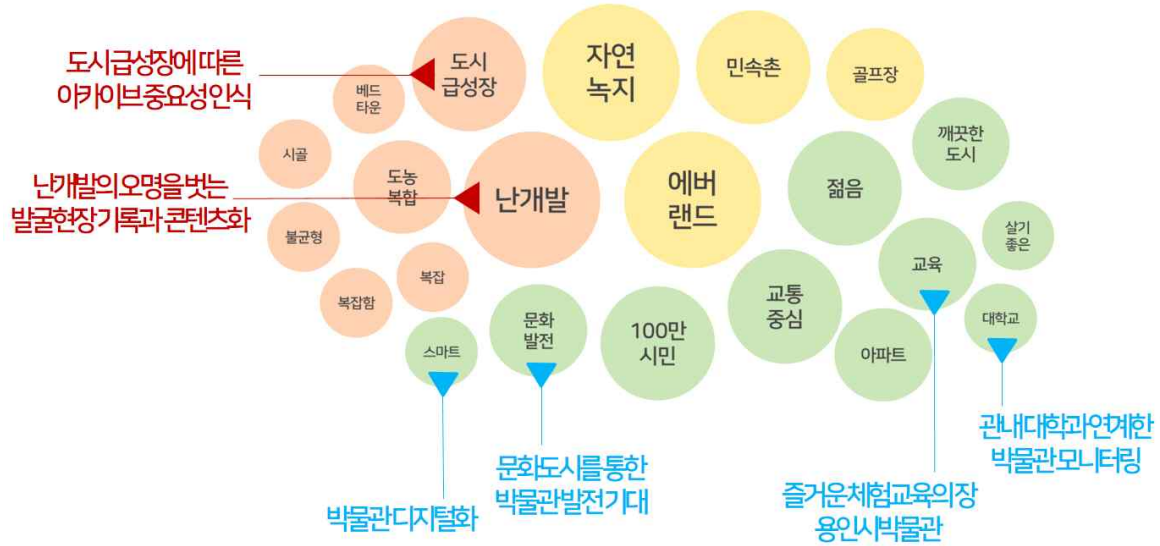 도시 급성장에 따른
아카이브 중요성 인식
난개발의 오명을 벗는
발굴현장 기록과 콘텐츠화
도시
급성장
자연
녹지
민속촌
골프장
베드
타운
시골
도농
복합
난개발
에버
랜드
젊음
깨끗한
도시
불균형
복잡함
복잡
스마트
문화
발전
100만
시민
교통
중심
아파트
교육
살기
좋은
대학교
박물관 디지털화
문화도시를 통한
박물관 발전 기대
즐거운 체험교육의 장
용인시박물관
관내 대학과 연계한
박물관 모니터링